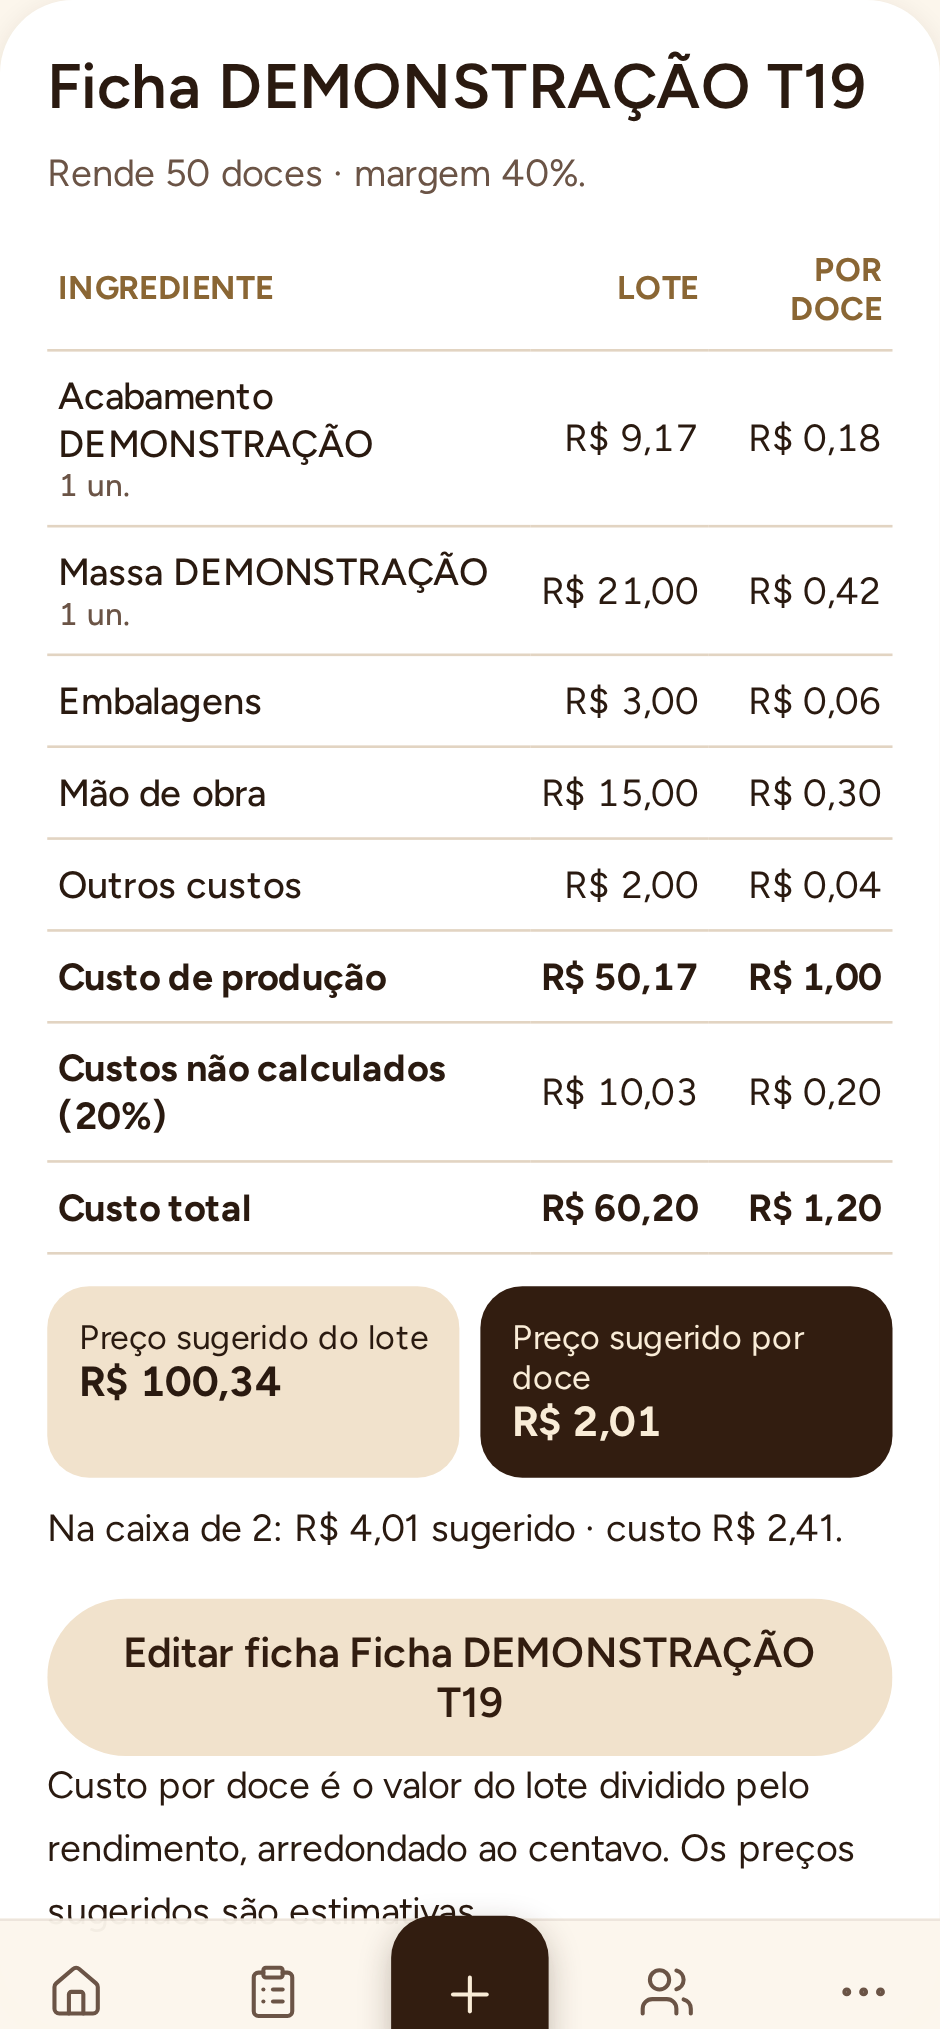 Ficha DEMONSTRAÇÃO T19
Rende 50 doces · margem 40%.
INGREDIENTE LOTE POR DOCE
Acabamento DEMONSTRAÇÃO
1 un.
R$ 9,17 R$ 0,18
Massa DEMONSTRAÇÃO
1 un.
R$ 21,00 R$ 0,42
Embalagens R$ 3,00 R$ 0,06
Mão de obra R$ 15,00 R$ 0,30
Outros custos R$ 2,00 R$ 0,04
Custo de produção R$ 50,17 R$ 1,00
Custos não calculados (20%) R$ 10,03 R$ 0,20
Custo total R$ 60,20 R$ 1,20
Preço sugerido do lote
R$ 100,34
Preço sugerido por
doce
R$ 2,01
Na caixa de 2: R$ 4,01 sugerido · custo R$ 2,41.
Editar ficha Ficha DEMONSTRAÇÃO
T19
Custo por doce é o valor do lote dividido pelo
rendimento, arredondado ao centavo. Os preços
sugeridos são estimativas